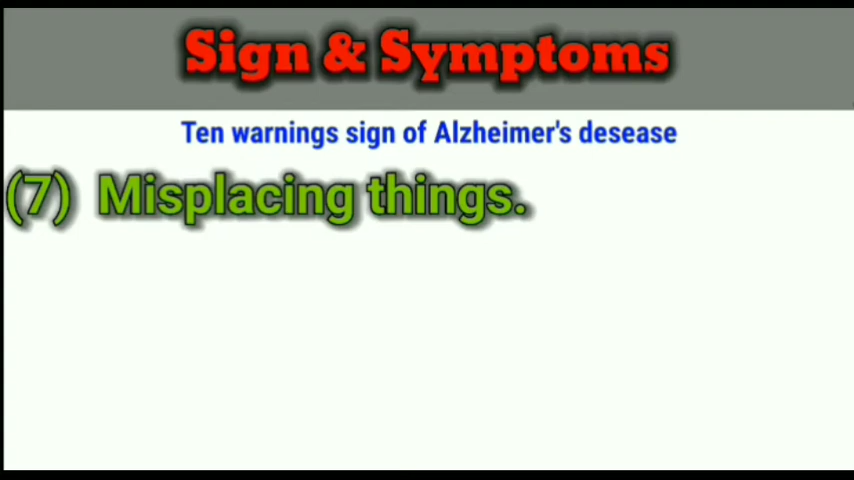 Sign & Symptoms
Ten warnings sign of Alzheimer's desease
(7) Misplacing things.